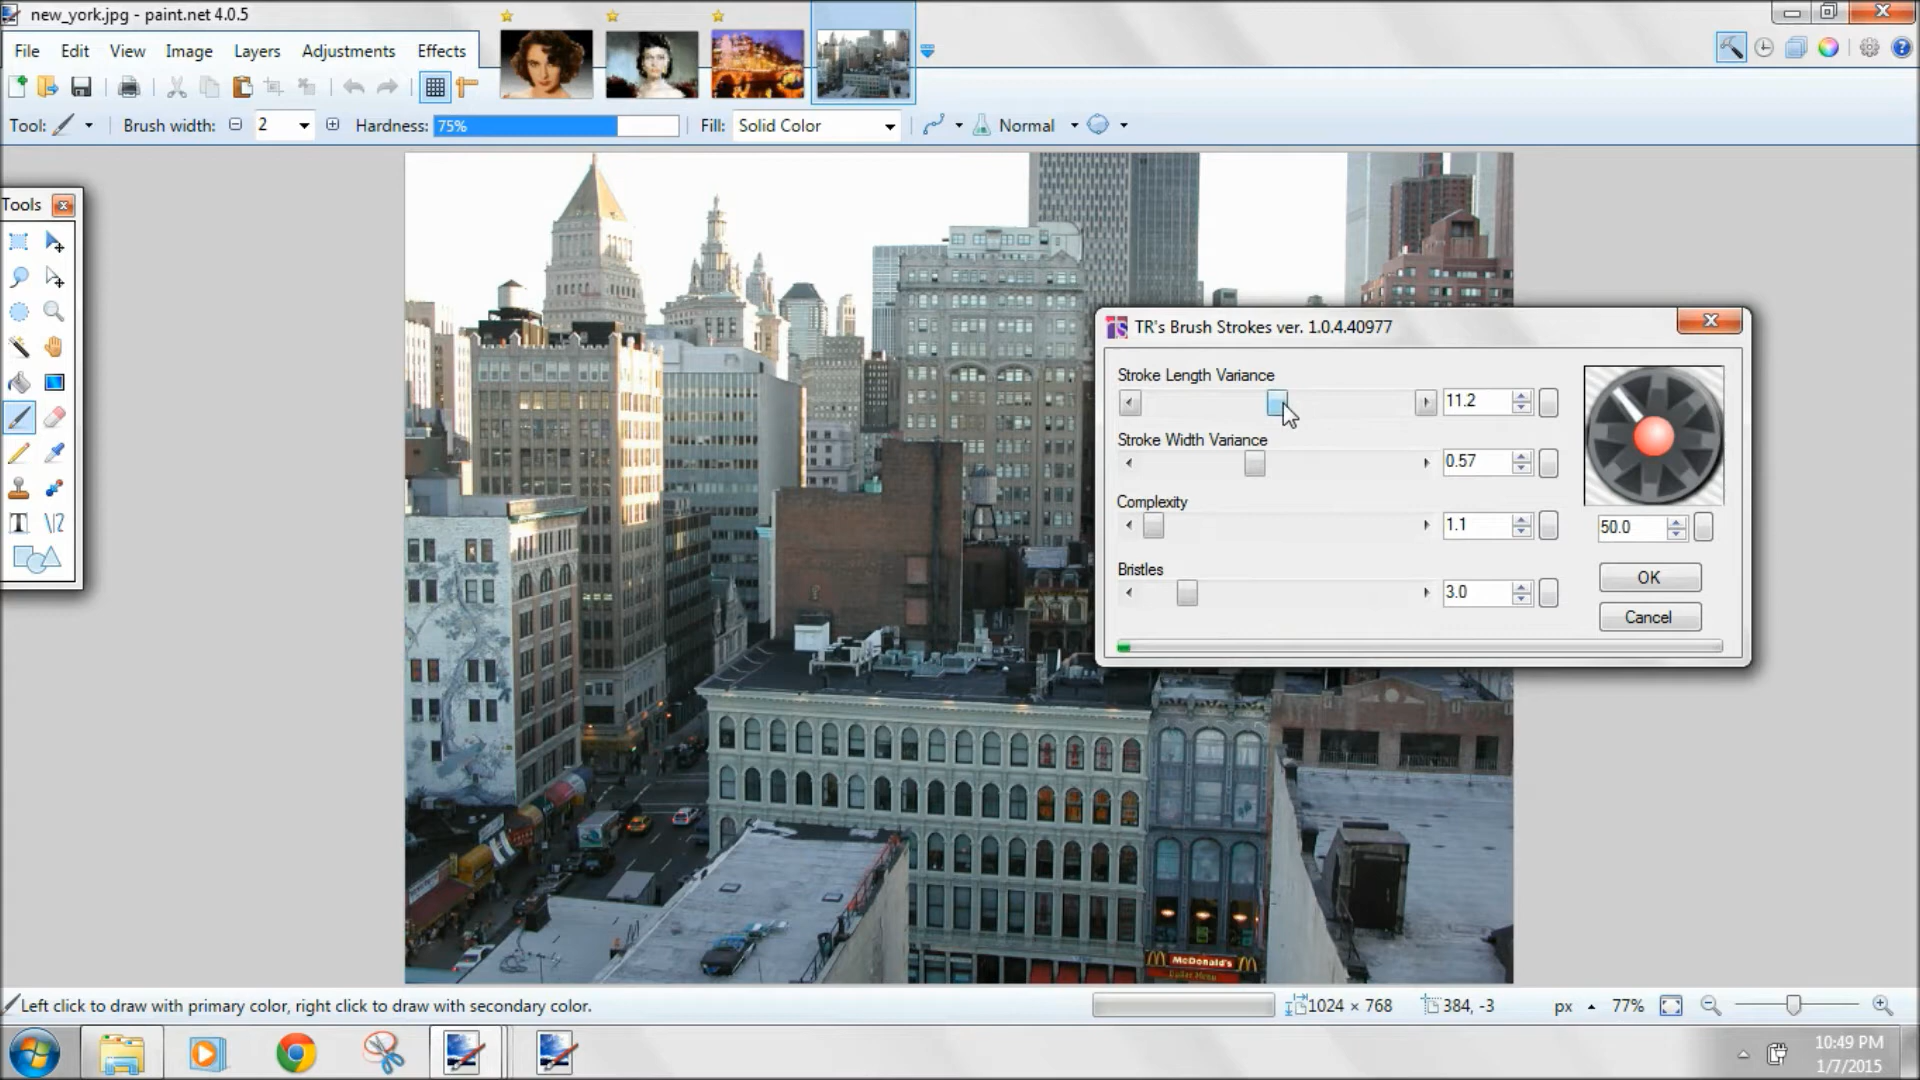 new_york.jpg - paint.net 4.0.5
File Edit View Image Layers Adjustments Effects
Tool: Brush width: 2 Hardness: 75% Fill: Solid Color Normal
Tools
TR's Brush Strokes ver. 1.0.4.40977
Stroke Length Variance
11.2
Stroke Width Variance
0.57
Complexity
1.1
50.0
Bristles
3.0
OK
Cancel
McDonald's
Dollar Menu
Left click to draw with primary color, right click to draw with secondary color.
1024 × 768 384, -3 px 77%
10:49 PM
1/7/2015